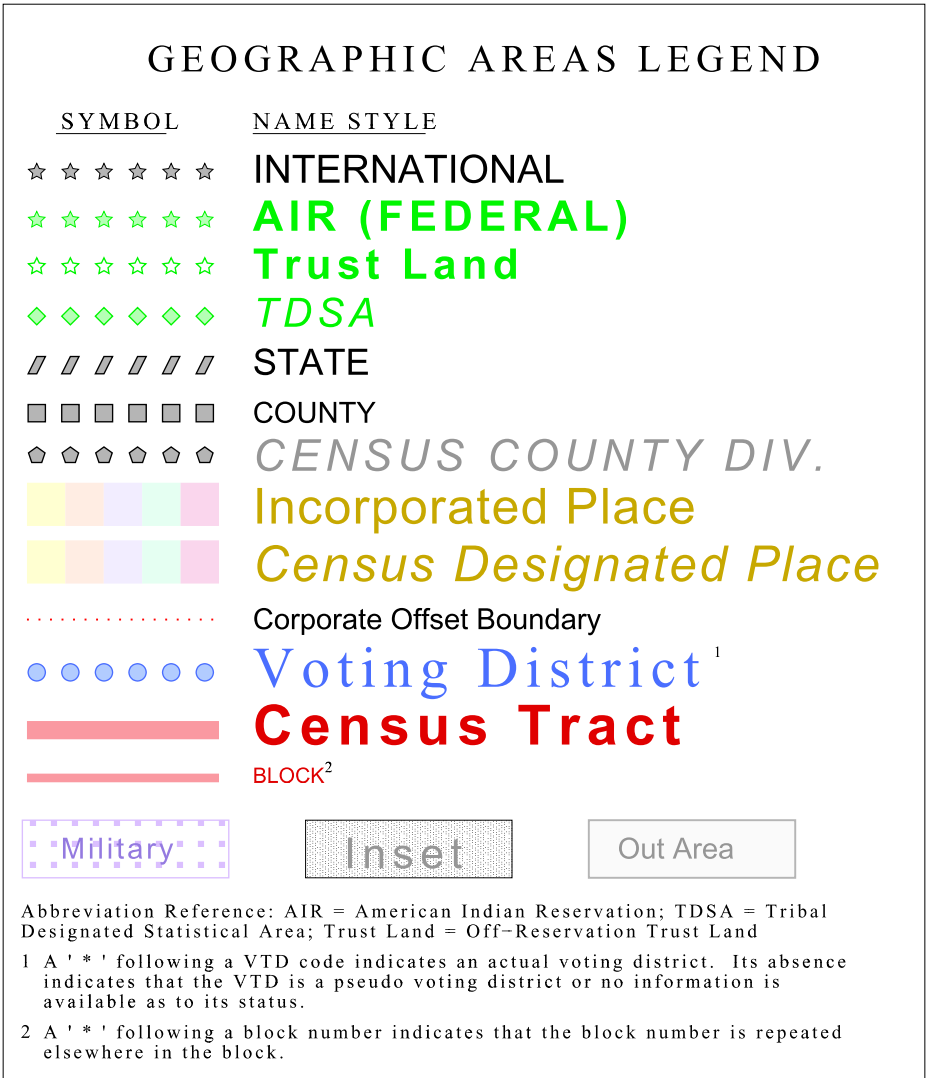 GEOGRAPHIC AREAS LEGEND
SYMBOL NAME STYLE
INTERNATIONAL
AIR (FEDERAL)
Trust Land
TDSA
STATE
COUNTY
CENSUS COUNTY DIV.
Incorporated Place
Census Designated Place
Corporate Offset Boundary
Voting District 1
Census Tract
BLOCK2
Military Inset Out Area
Abbreviation Reference: AIR = American Indian Reservation; TDSA = Tribal
Designated Statistical Area; Trust Land = Off-Reservation Trust Land
1 A ' * ' following a VTD code indicates an actual voting district. Its absence
indicates that the VTD is a pseudo voting district or no information is
available as to its status.
2 A ' * ' following a block number indicates that the block number is repeated
elsewhere in the block.